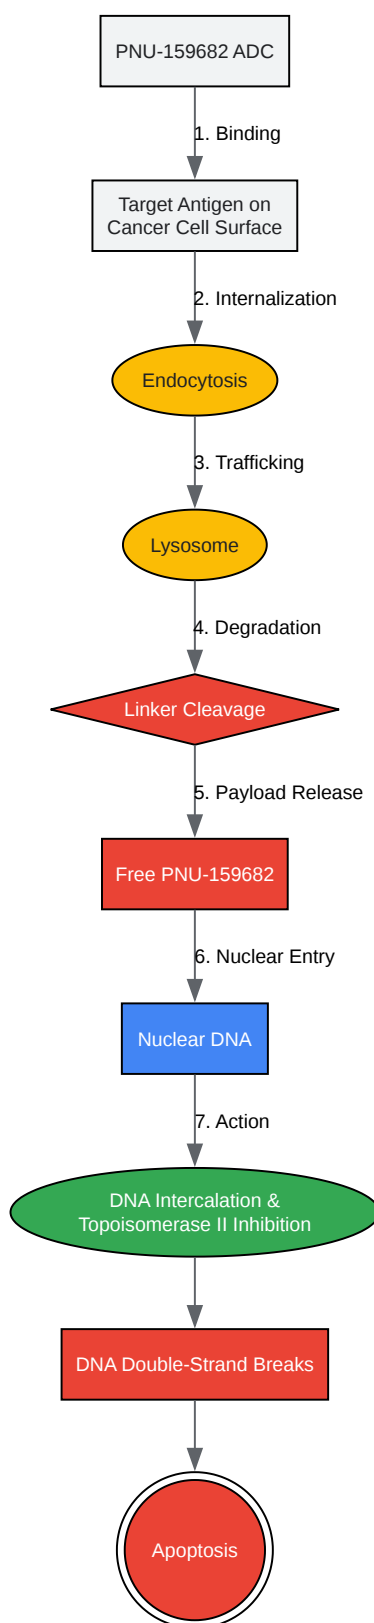 PNU-159682 ADC
1. Binding
Target Antigen on
Cancer Cell Surface
2. Internalization
Endocytosis
3. Trafficking
Lysosome
4. Degradation
Linker Cleavage
5. Payload Release
Free PNU-159682
6. Nuclear Entry
Nuclear DNA
7. Action
DNA Intercalation &
Topoisomerase II Inhibition
DNA Double-Strand Breaks
Apoptosis